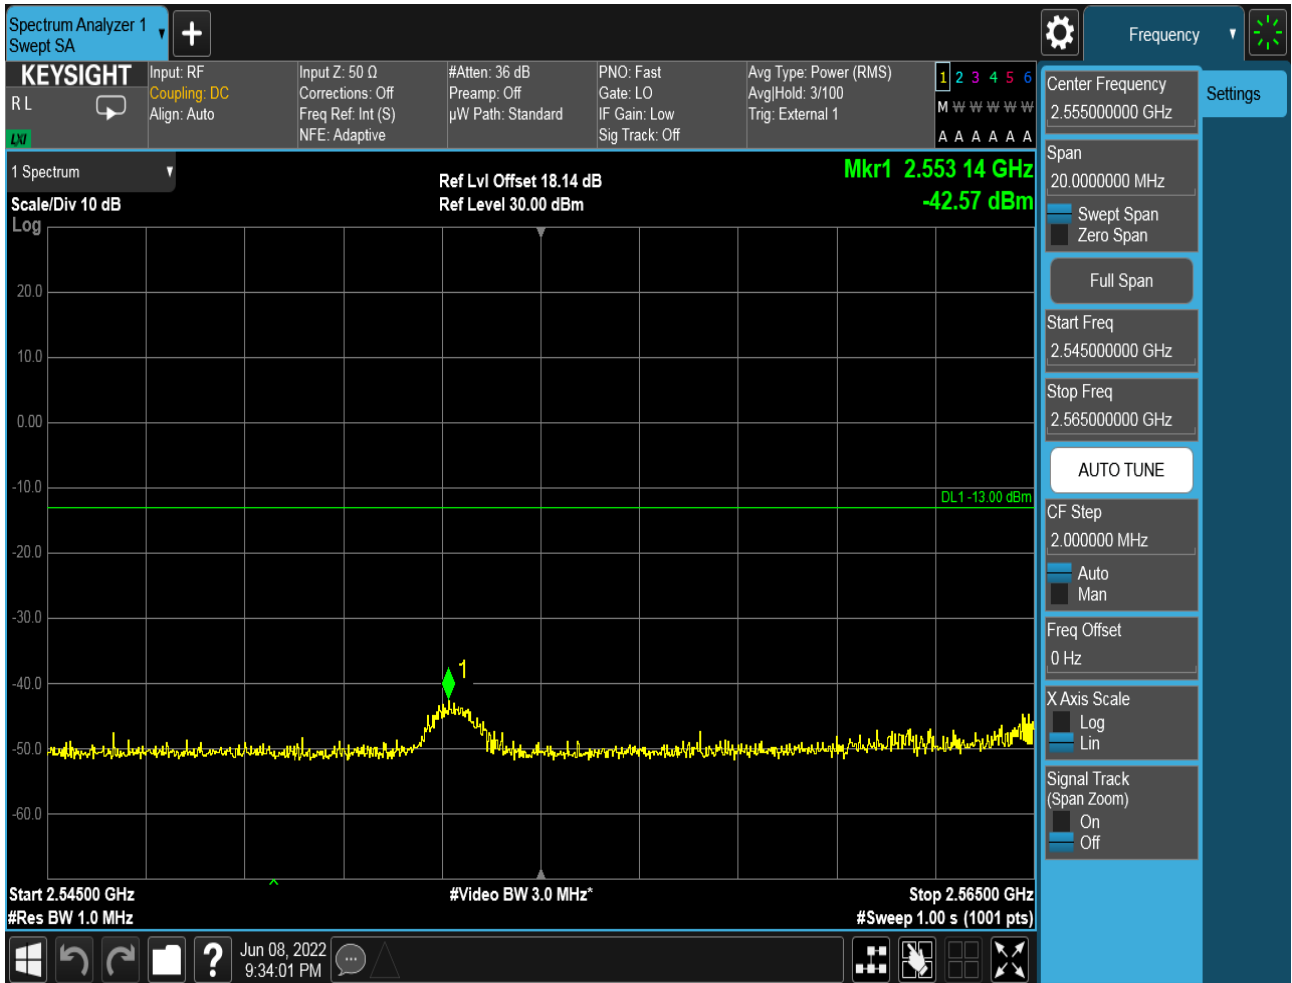 Spectrum Analyzer 1
Swept SA
Frequency
KEYSIGHT
R L
LXI
Input: RF
Coupling: DC
Align: Auto
Input Z: 50 Ω
Corrections: Off
Freq Ref: Int (S)
NFE: Adaptive
#Atten: 36 dB
Preamp: Off
µW Path: Standard
PNO: Fast
Gate: LO
IF Gain: Low
Sig Track: Off
Avg Type: Power (RMS)
Avg|Hold: 3/100
Trig: External 1
1 2 3 4 5 6
M W W W W W
A A A A A A
1 Spectrum
Scale/Div 10 dB
Log
Ref Lvl Offset 18.14 dB
Ref Level 30.00 dBm
Mkr1 2.553 14 GHz
-42.57 dBm
20.0
10.0
0.00
-10.0
DL1 -13.00 dBm
-20.0
-30.0
1
-40.0
-50.0
-60.0
Start 2.54500 GHz
#Res BW 1.0 MHz
#Video BW 3.0 MHz*
Stop 2.56500 GHz
#Sweep 1.00 s (1001 pts)
Jun 08, 2022
9:34:01 PM
Center Frequency
2.555000000 GHz
Settings
Span
20.0000000 MHz
Swept Span
Zero Span
Full Span
Start Freq
2.545000000 GHz
Stop Freq
2.565000000 GHz
AUTO TUNE
CF Step
2.000000 MHz
Auto
Man
Freq Offset
0 Hz
X Axis Scale
Log
Lin
Signal Track
(Span Zoom)
On
Off